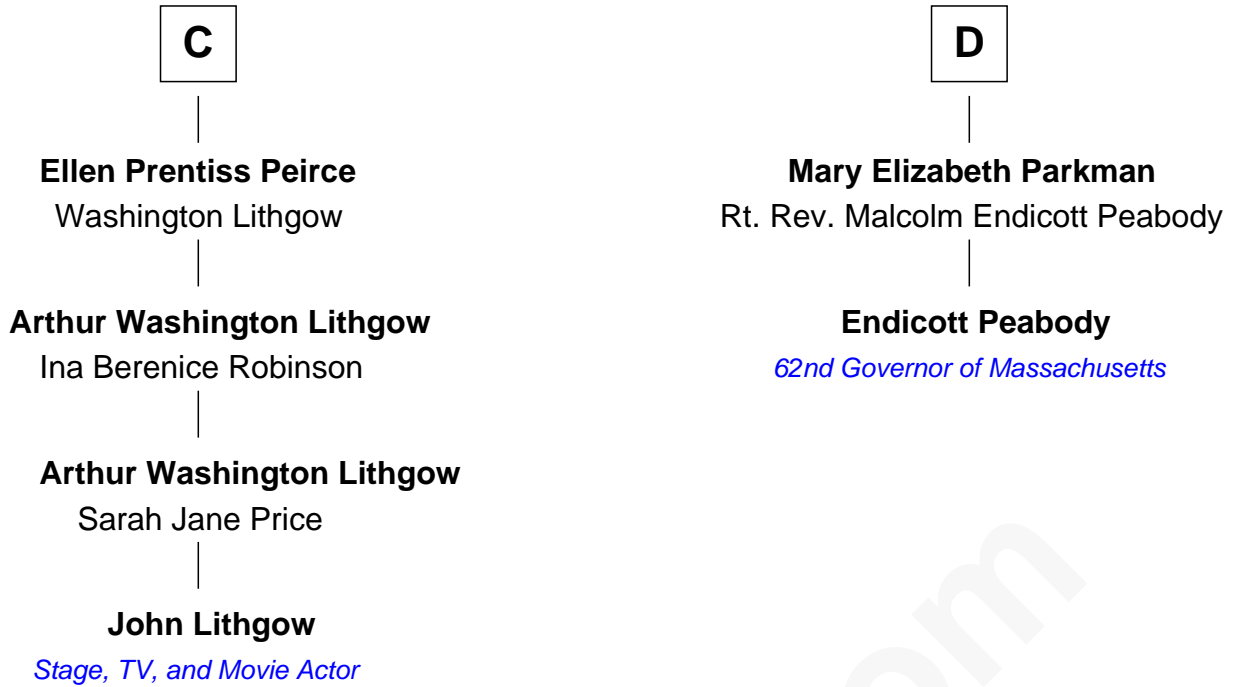 C
Ellen Prentiss Peirce
Washington Lithgow
Arthur Washington Lithgow
Ina Berenice Robinson
Arthur Washington Lithgow
Sarah Jane Price
John Lithgow
Stage, TV, and Movie Actor
D
Mary Elizabeth Parkman
Rt. Rev. Malcolm Endicott Peabody
Endicott Peabody
62nd Governor of Massachusetts
om